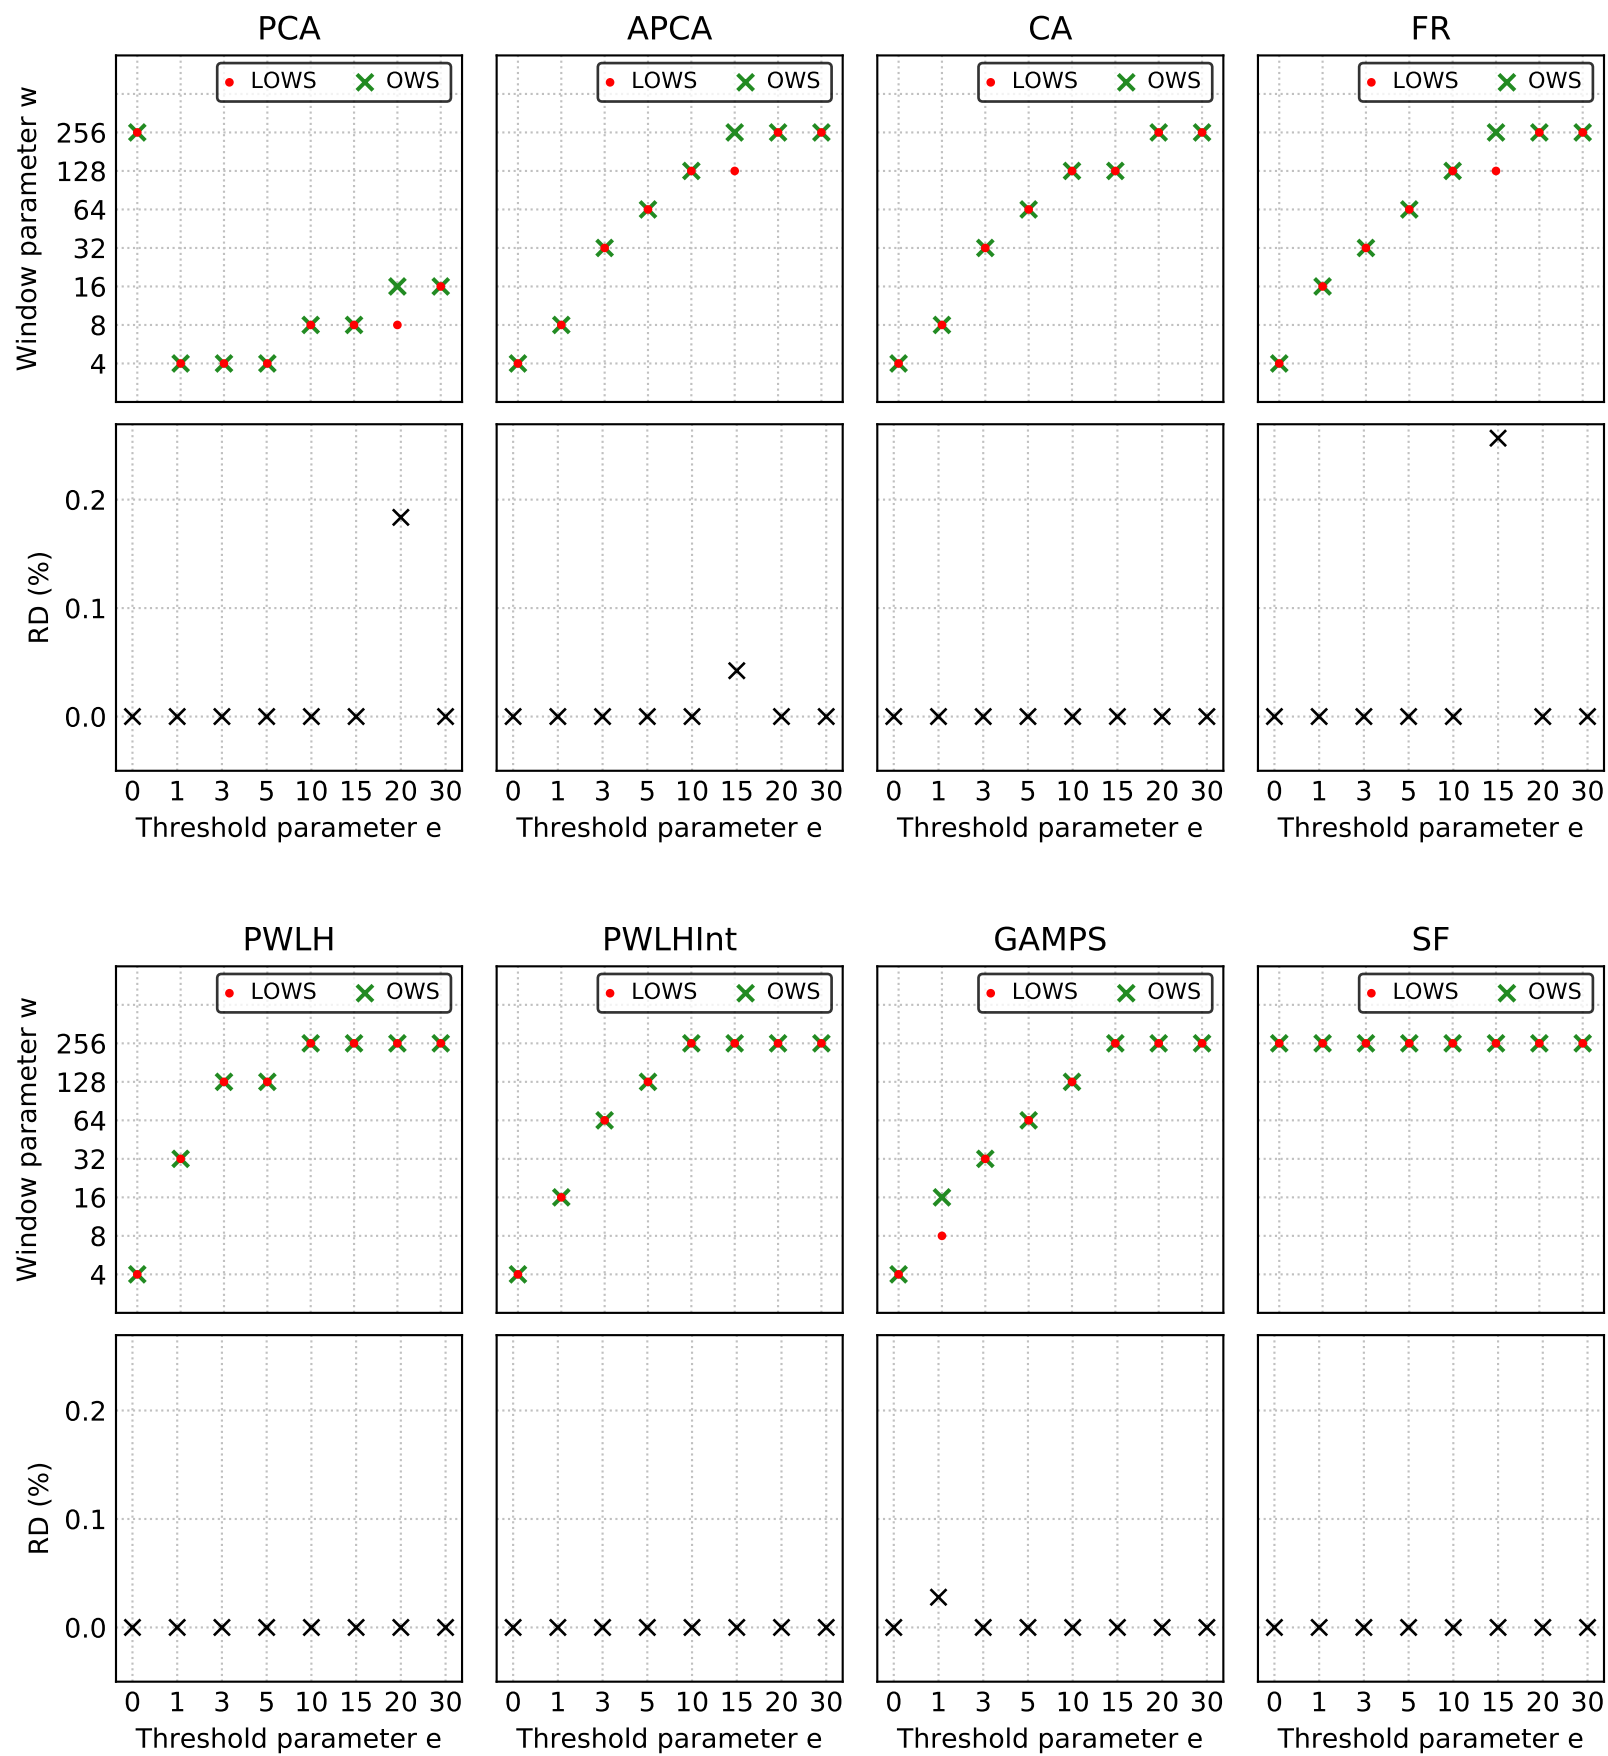 PCA APCA CA FR
LOWS OWS LOWS OWS LOWS OWS LOWS OWS
Window parameter w
256
128
64
32
16
8
4
RD (%)
0.2
0.1
0.0
0 1 3 5 10 15 20 30 0 1 3 5 10 15 20 30 0 1 3 5 10 15 20 30 0 1 3 5 10 15 20 30
Threshold parameter e Threshold parameter e Threshold parameter e Threshold parameter e
PWLH PWLHInt GAMPS SF
LOWS OWS LOWS OWS LOWS OWS LOWS OWS
Window parameter w
256
128
64
32
16
8
4
RD (%)
0.2
0.1
0.0
0 1 3 5 10 15 20 30 0 1 3 5 10 15 20 30 0 1 3 5 10 15 20 30 0 1 3 5 10 15 20 30
Threshold parameter e Threshold parameter e Threshold parameter e Threshold parameter e